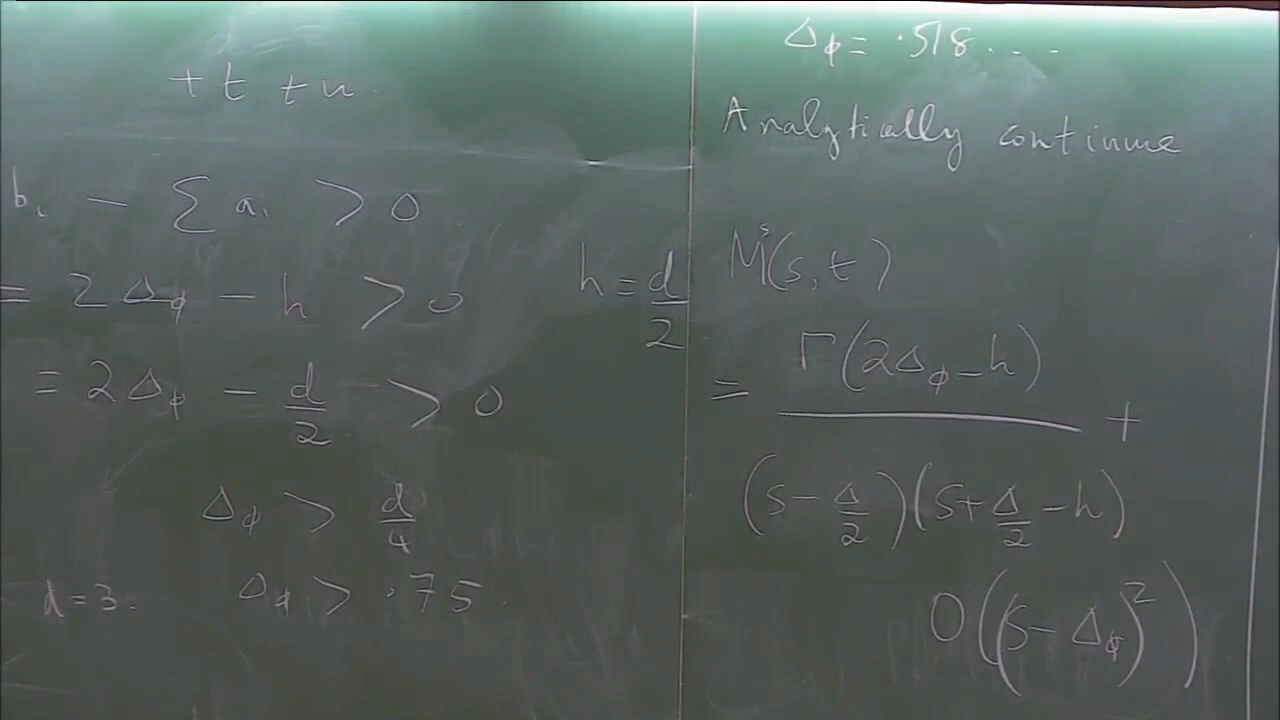 + t + u
b_i − Σ a_i > 0
= 2Δ_φ − h > 0
h = d/2
= 2Δ_φ − d/2 > 0
Δ_φ > d/4
d = 3. Δ_φ > .75
Δ_φ = .518....
Analytically continue
M^s(s,t)
= Γ(2Δ_φ − h) / (s − Δ/2)(s + Δ/2 − h) +
O((s − Δ_φ)^2)